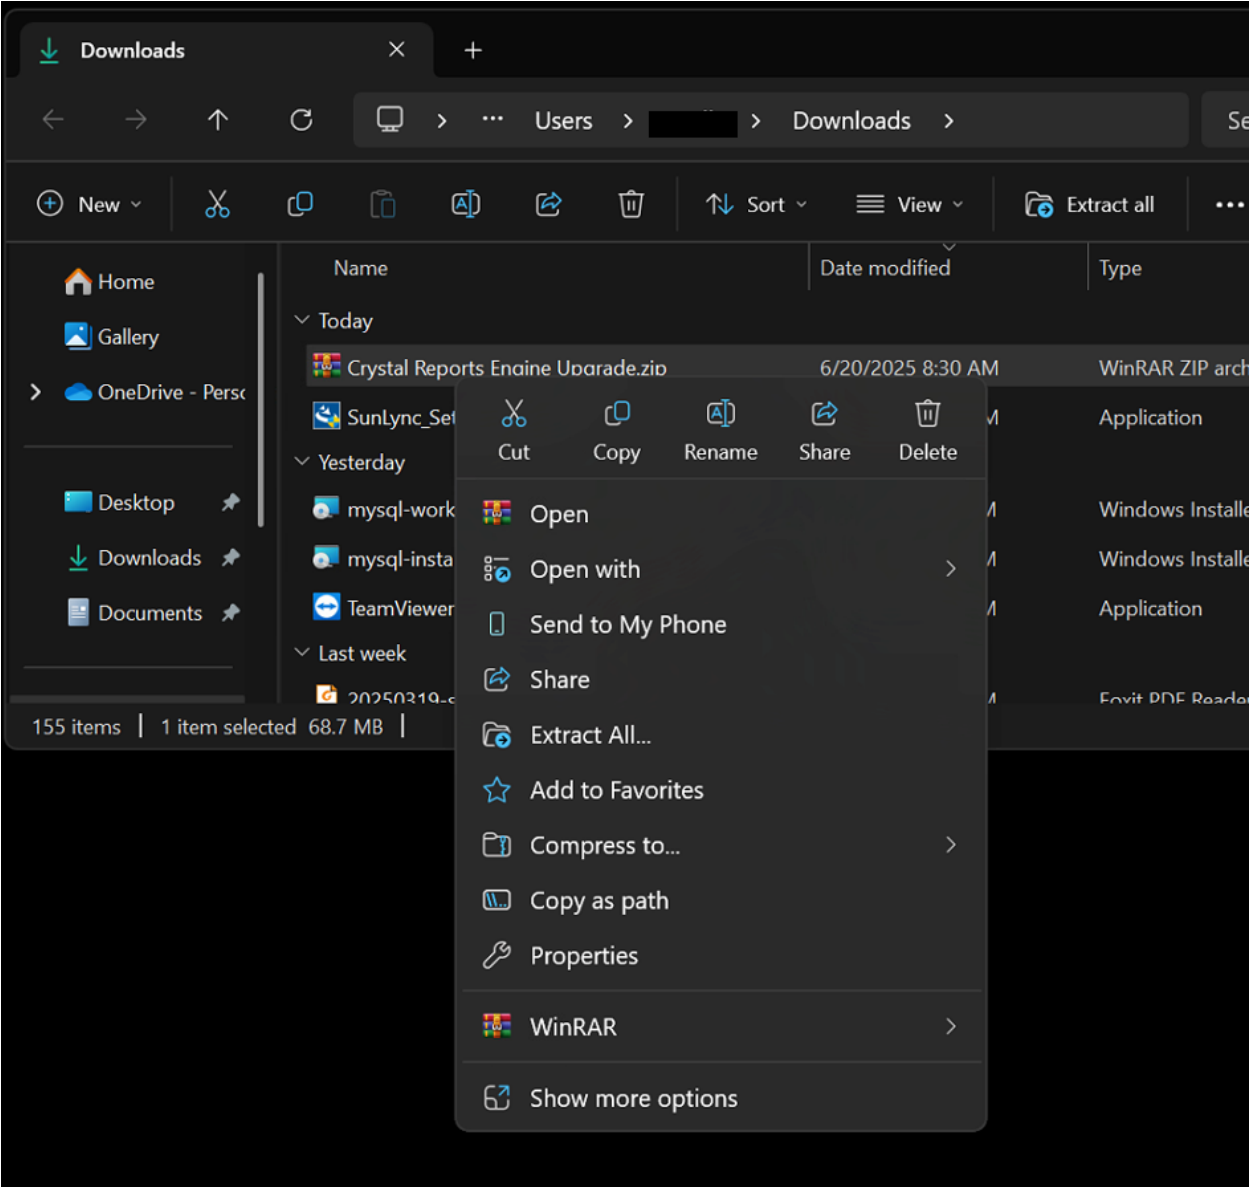 Downloads
Users Downloads
New Sort View Extract all
Name Date modified Type
Home
Gallery
OneDrive - Perso
Desktop
Downloads
Documents
Today
Crystal Reports Engine Upgrade.zip 6/20/2025 8:30 AM WinRAR ZIP arch
SunLync_Set Application
Yesterday
mysql-work Windows Installe
mysql-insta Windows Installe
TeamViewer Application
Last week
20250319-s Foxit PDF Reade
155 items 1 item selected 68.7 MB
Cut Copy Rename Share Delete
Open
Open with
Send to My Phone
Share
Extract All...
Add to Favorites
Compress to...
Copy as path
Properties
WinRAR
Show more options